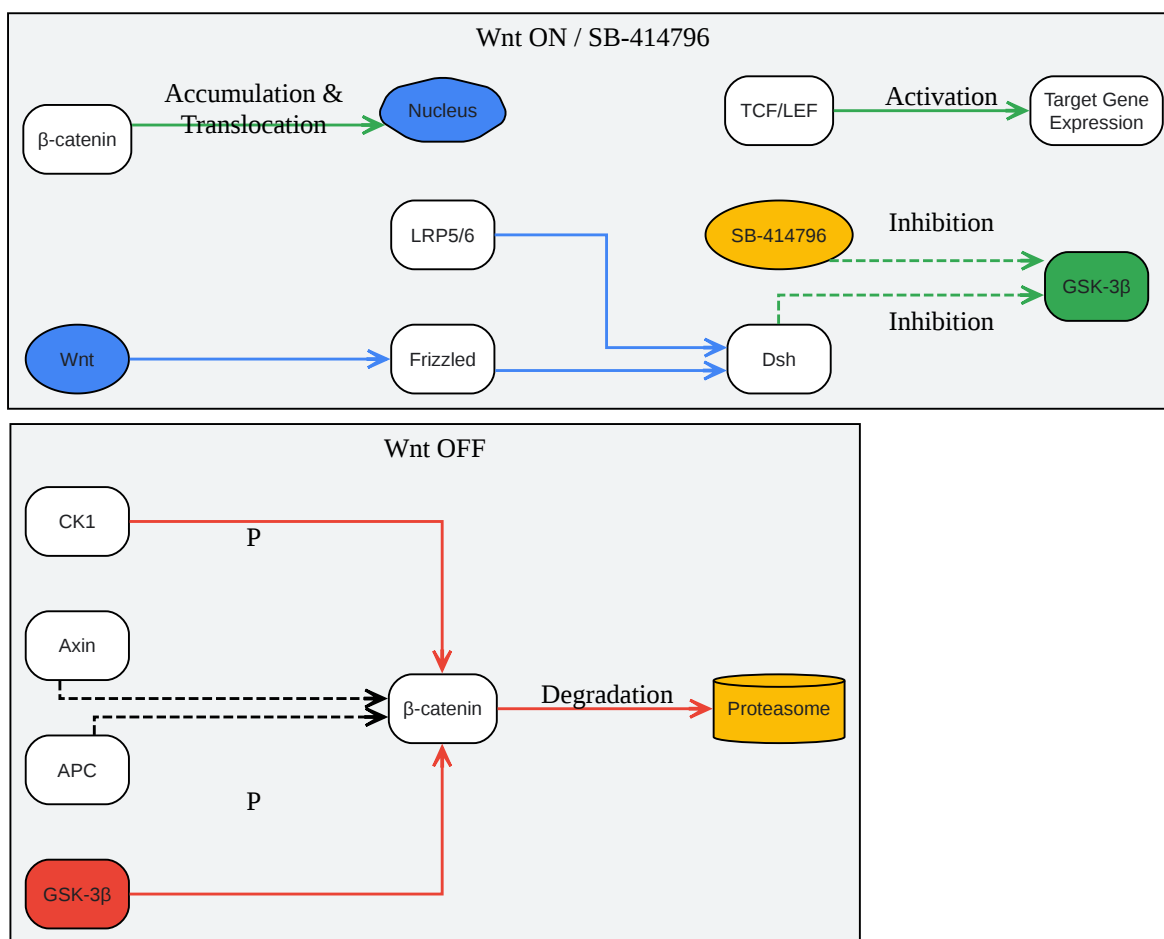 Wnt ON / SB-414796
Accumulation &
Translocation
β-catenin
Nucleus
TCF/LEF
Activation
Target Gene
Expression
LRP5/6
SB-414796
Inhibition
GSK-3β
Inhibition
Wnt
Frizzled
Dsh
Wnt OFF
CK1
P
Axin
β-catenin
Degradation
Proteasome
APC
P
GSK-3β